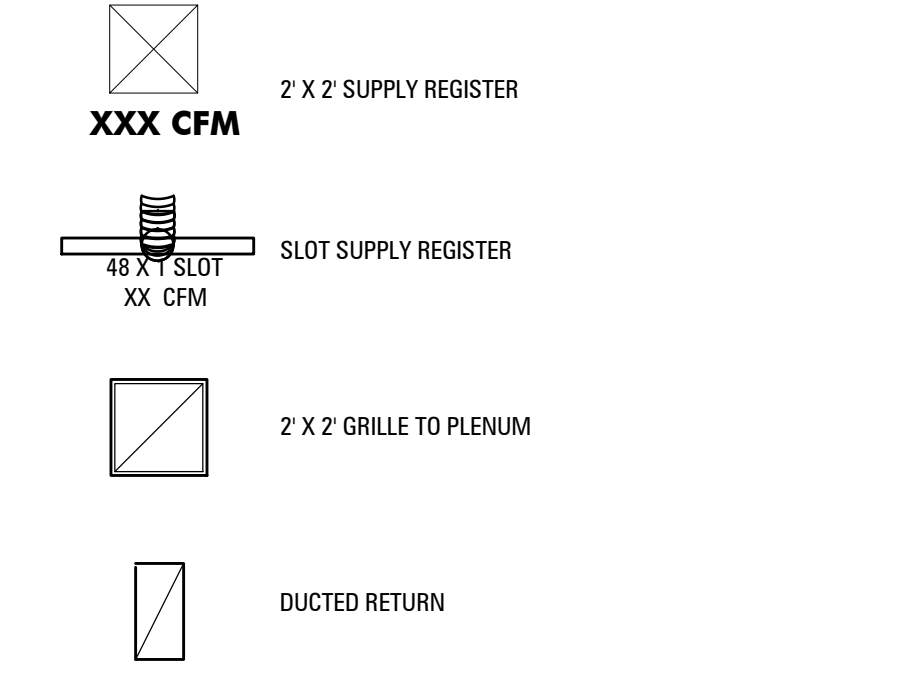 2' X 2' SUPPLY REGISTER
XXX CFM
SLOT SUPPLY REGISTER
48 X 1 SLOT
XX CFM
2' X 2' GRILLE TO PLENUM
DUCTED RETURN